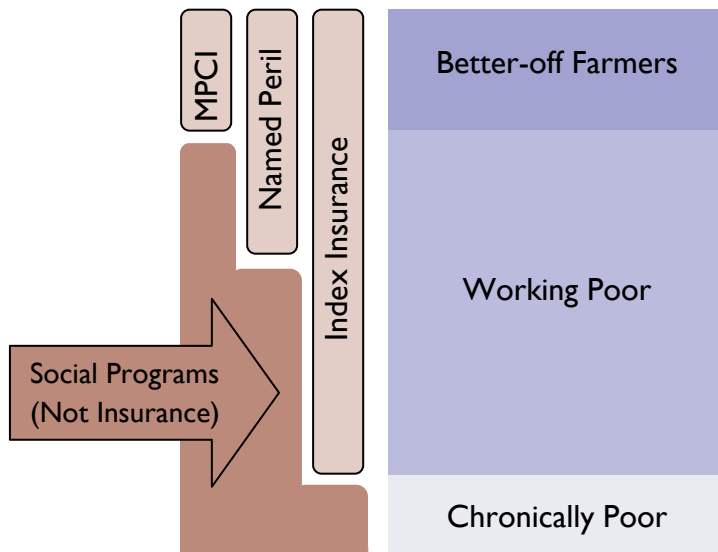 MPCI
Named Peril
Index Insurance
Better-off Farmers
Working Poor
Social Programs
(Not Insurance)
Chronically Poor